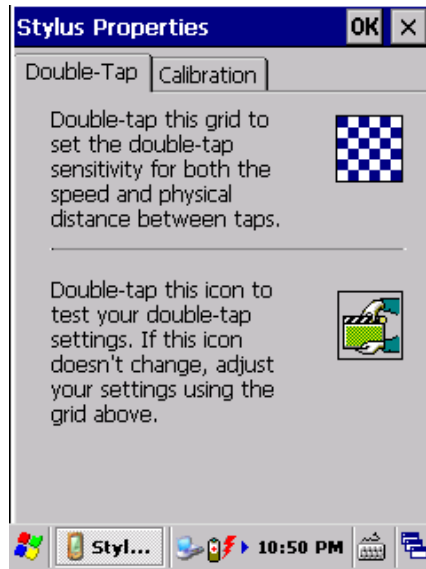 Stylus Properties OK ×
Double-Tap Calibration
Double-tap this grid to
set the double-tap
sensitivity for both the
speed and physical
distance between taps.
Double-tap this icon to
test your double-tap
settings. If this icon
doesn't change, adjust
your settings using the
grid above.
Styl... 10:50 PM